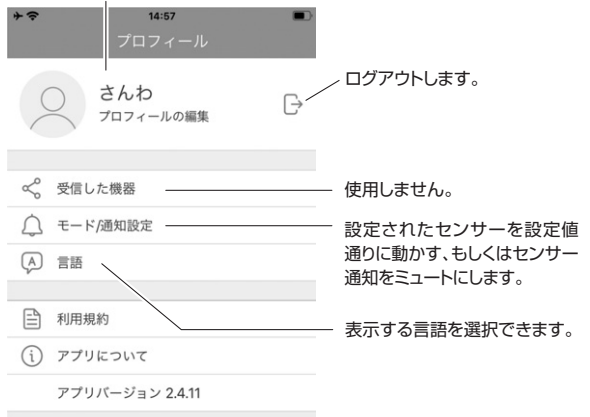 14:57
プロフィール
さんわ
プロフィールの編集
ログアウトします。
受信した機器
使用しません。
モード/通知設定
設定されたセンサーを設定値
通りに動かす、もしくはセンサー
通知をミュートにします。
A 言語
利用規約
表示する言語を選択できます。
i アプリについて
アプリバージョン 2.4.11